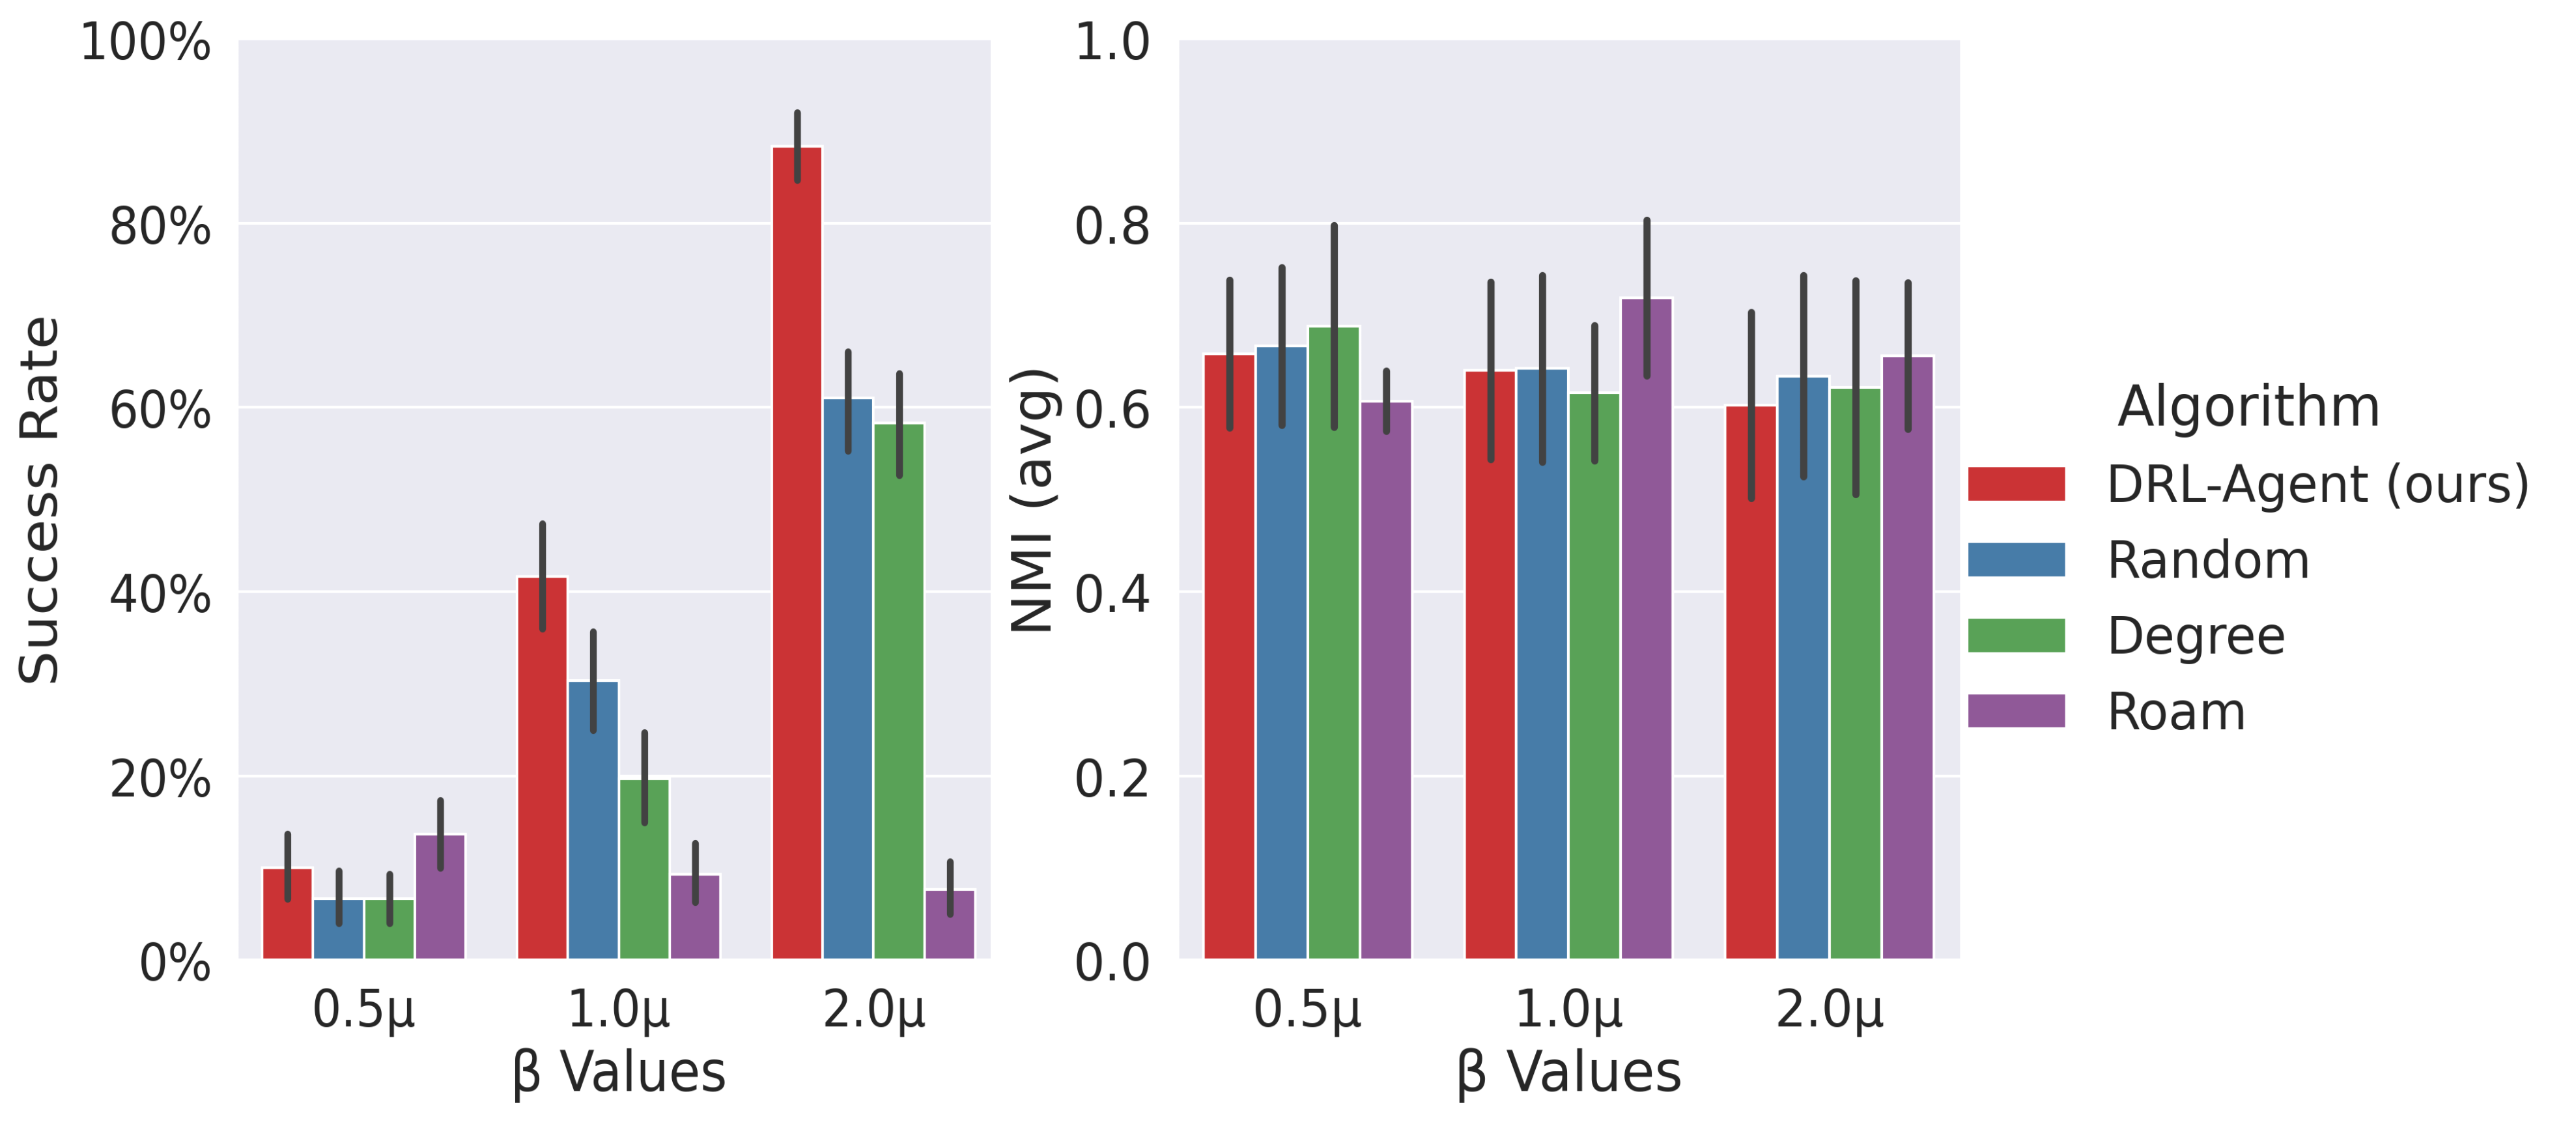 Success Rate
100%
80%
60%
40%
20%
0%
0.5μ 1.0μ 2.0μ
β Values
NMI (avg)
1.0
0.8
0.6
0.4
0.2
0.0
0.5μ 1.0μ 2.0μ
β Values
Algorithm
DRL-Agent (ours)
Random
Degree
Roam